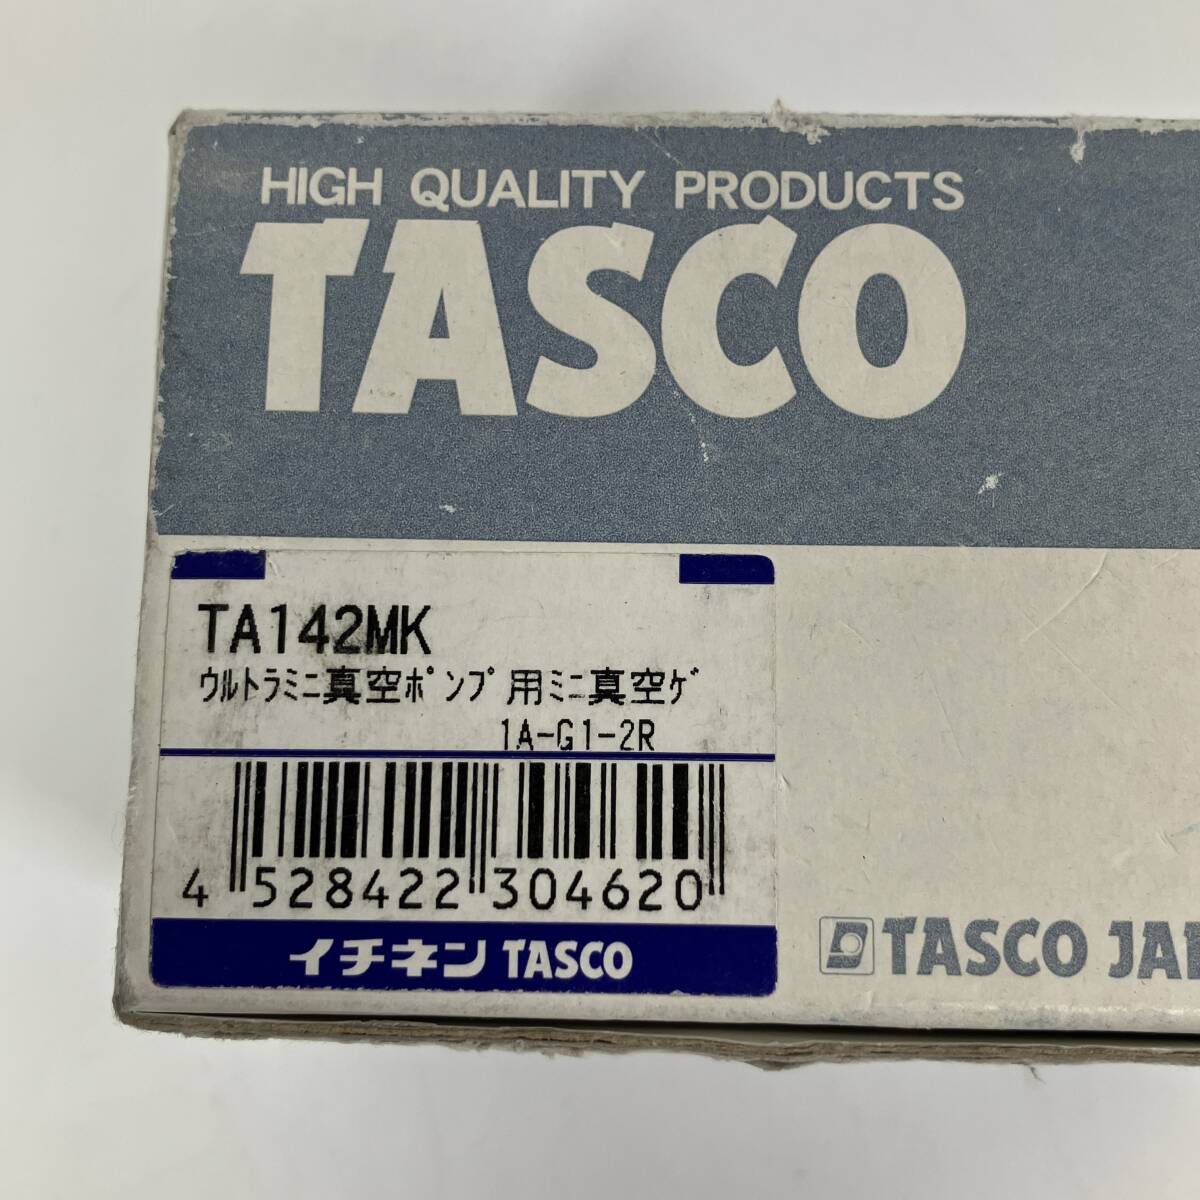 HIGH QUALITY PRODUCTS
TASCO
TA142MK
ｳﾙﾄﾗﾐﾆ真空ﾎﾟﾝﾌﾟ用ﾐﾆ真空ｹﾞ
1A-G1-2R
4 528422 304620
イチネン TASCO
TASCO JA